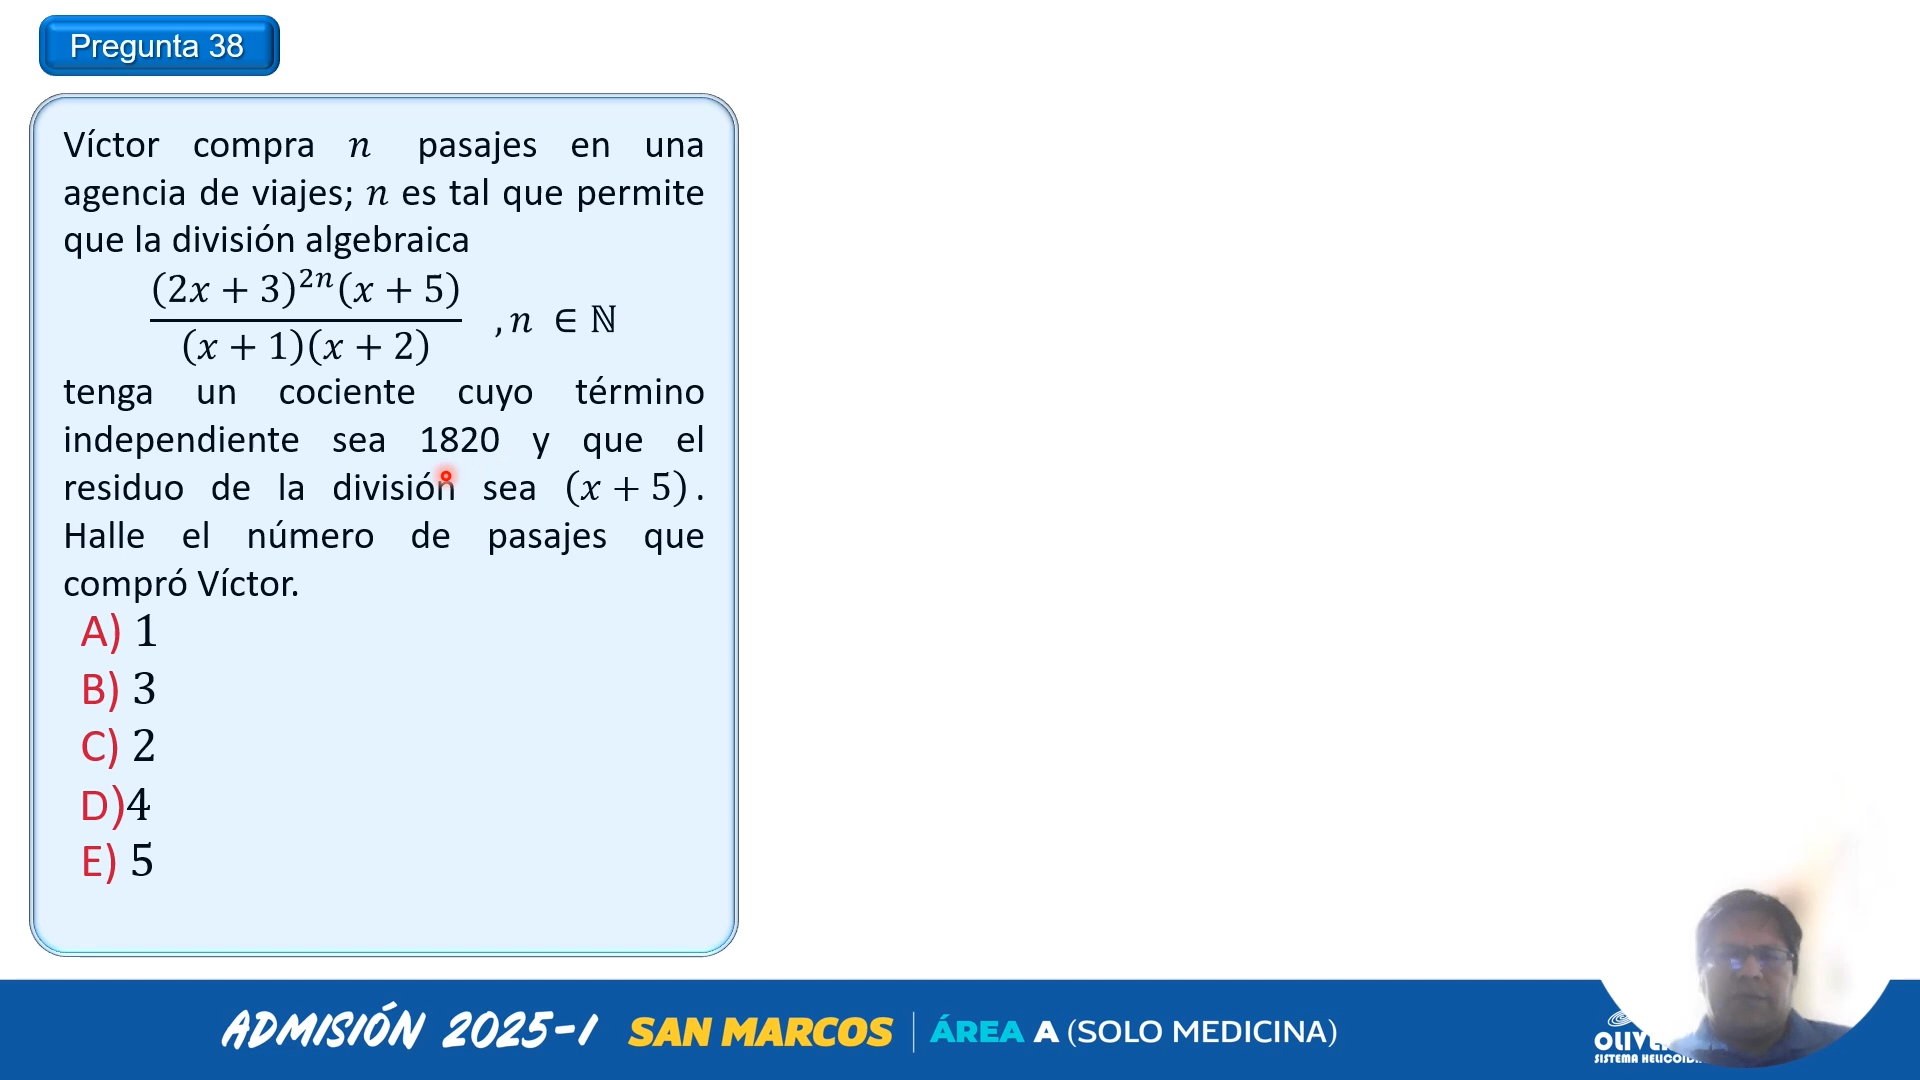 Pregunta 38
Víctor compra n pasajes en una
agencia de viajes; n es tal que permite
que la división algebraica
(2x + 3)^{2n}(x + 5)
, n ∈ ℕ
(x + 1)(x + 2)
tenga un cociente cuyo término
independiente sea 1820 y que el
residuo de la división sea (x + 5).
Halle el número de pasajes que
compró Víctor.
A) 1
B) 3
C) 2
D)4
E) 5
ADMISIÓN 2025-I SAN MARCOS | ÁREA A (SOLO MEDICINA)
SISTEMA